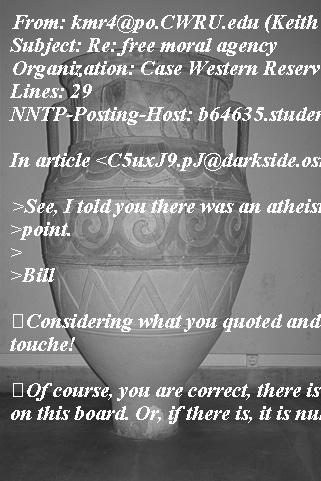 From: kmr4@po.CWRU.edu (Keith
Subject: Re: free moral agency
Organization: Case Western Reserv
Lines: 29
NNTP-Posting-Host: b64635.studen
In article <C5uxJ9.pJ@darkside.os
>See, I told you there was an atheis
>point.
>
>Bill
Considering what you quoted and
touche!
Of course, you are correct, there is
on this board. Or, if there is, it is nu